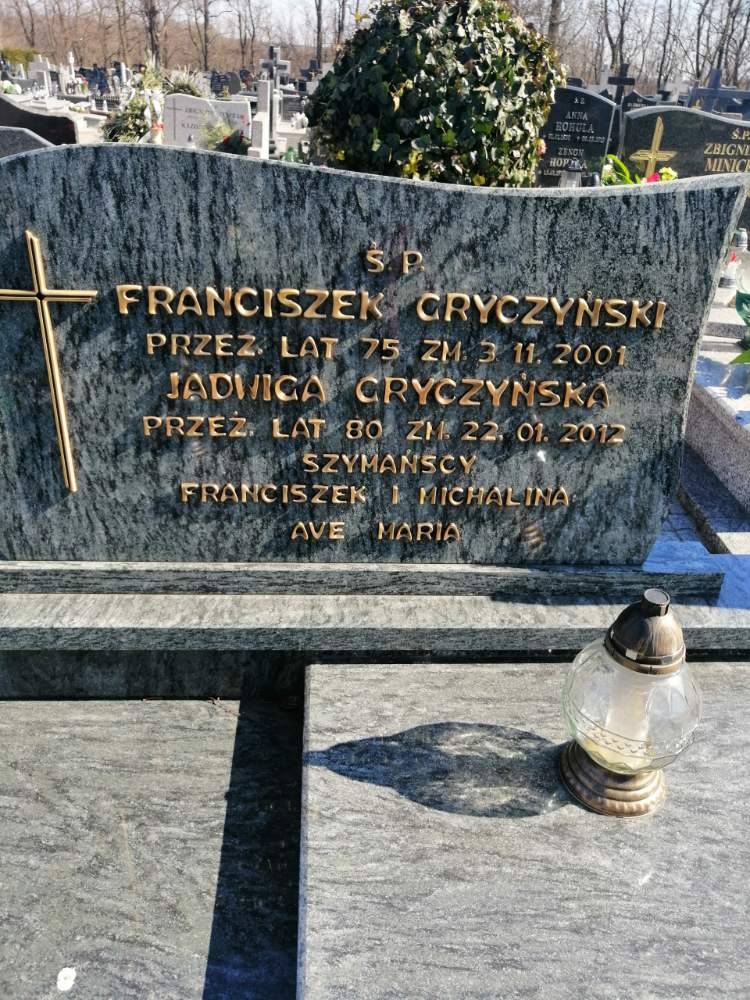 Ś.P.
FRANCISZEK GRYCZYŃSKI
PRZEŻ. LAT 75 ZM. 3.11.2001
JADWIGA GRYCZYŃSKA
PRZEŻ. LAT 80 ZM. 22.01.2012
SZYMAŃSCY
FRANCISZEK I MICHALINA
AVE MARIA
Ś.P.
ANNA
ZENON
Ś.P.
ZBIGNI
MINIC